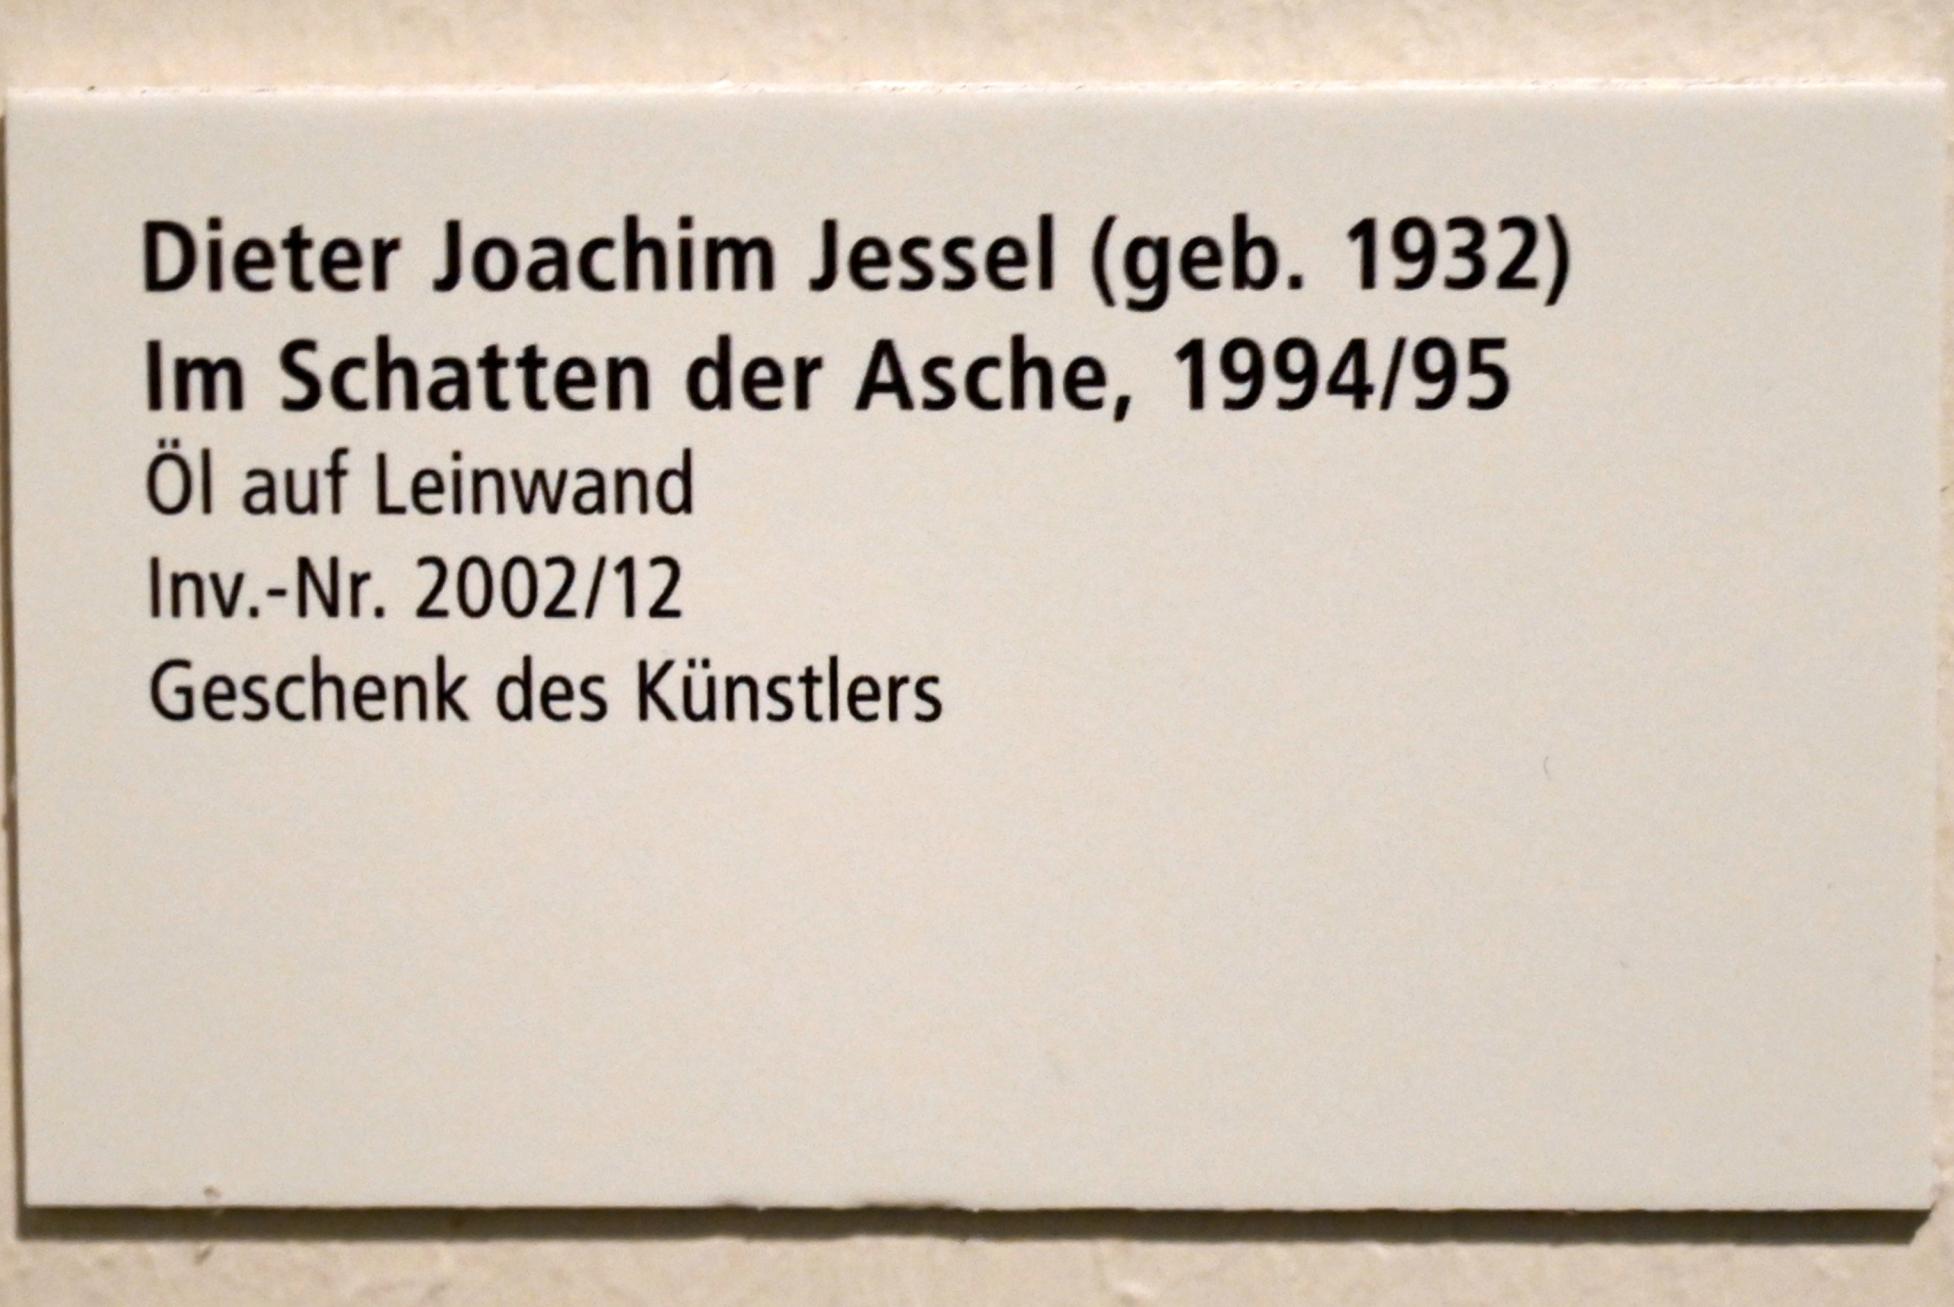 Dieter Joachim Jessel (geb. 1932)
Im Schatten der Asche, 1994/95
Öl auf Leinwand
Inv.-Nr. 2002/12
Geschenk des Künstlers